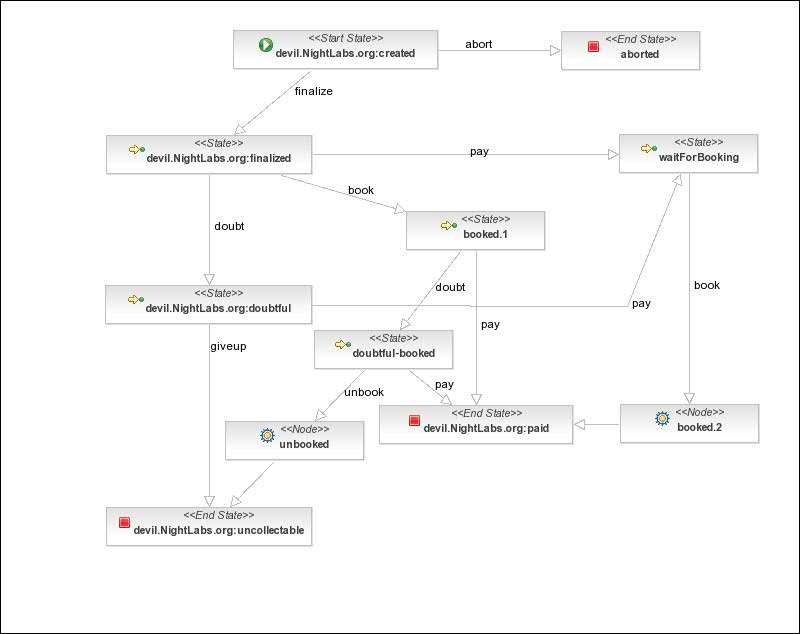 <<Start State>>
devil.NightLabs.org:created
abort
<<End State>>
aborted
finalize
<<State>>
devil.NightLabs.org:finalized
pay
<<State>>
waitForBooking
book
<<State>>
booked.1
doubt
<<State>>
devil.NightLabs.org:doubtful
doubt
pay
book
pay
giveup
<<State>>
doubtful-booked
unbook
pay
<<Node>>
unbooked
<<End State>>
devil.NightLabs.org:paid
<<Node>>
booked.2
<<End State>>
devil.NightLabs.org:uncollectable